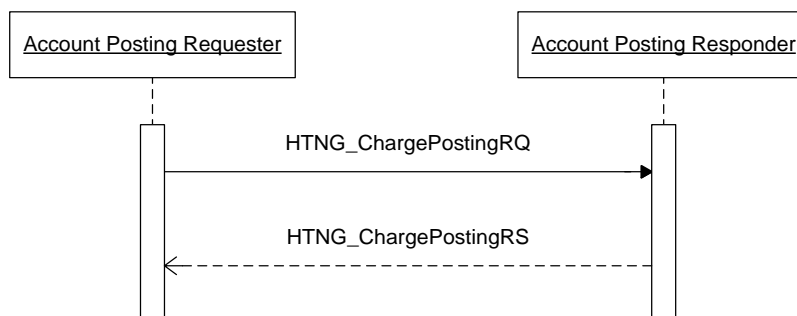 Account Posting Requester
Account Posting Responder
HTNG_ChargePostingRQ
HTNG_ChargePostingRS